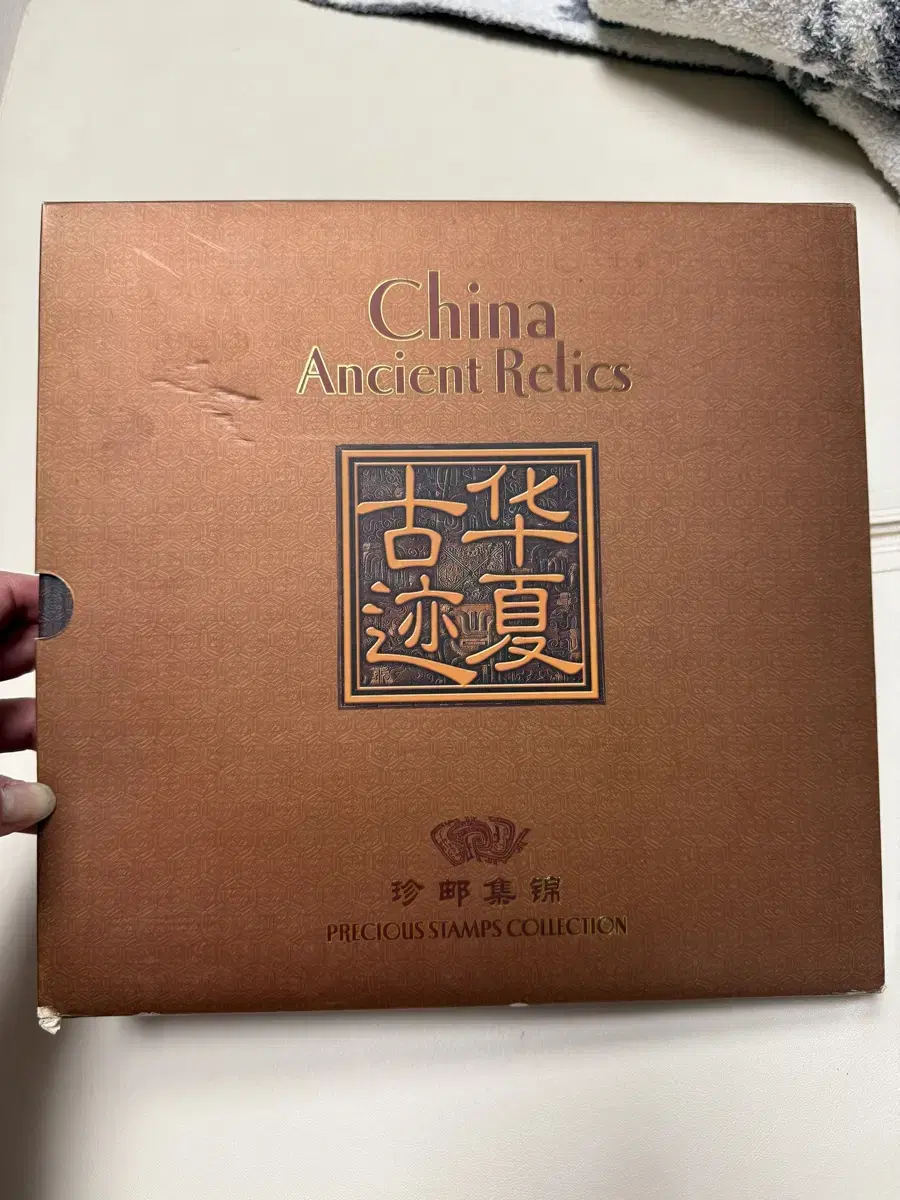 China
Ancient Relics
华夏
古迹
珍邮集锦
PRECIOUS STAMPS COLLECTION